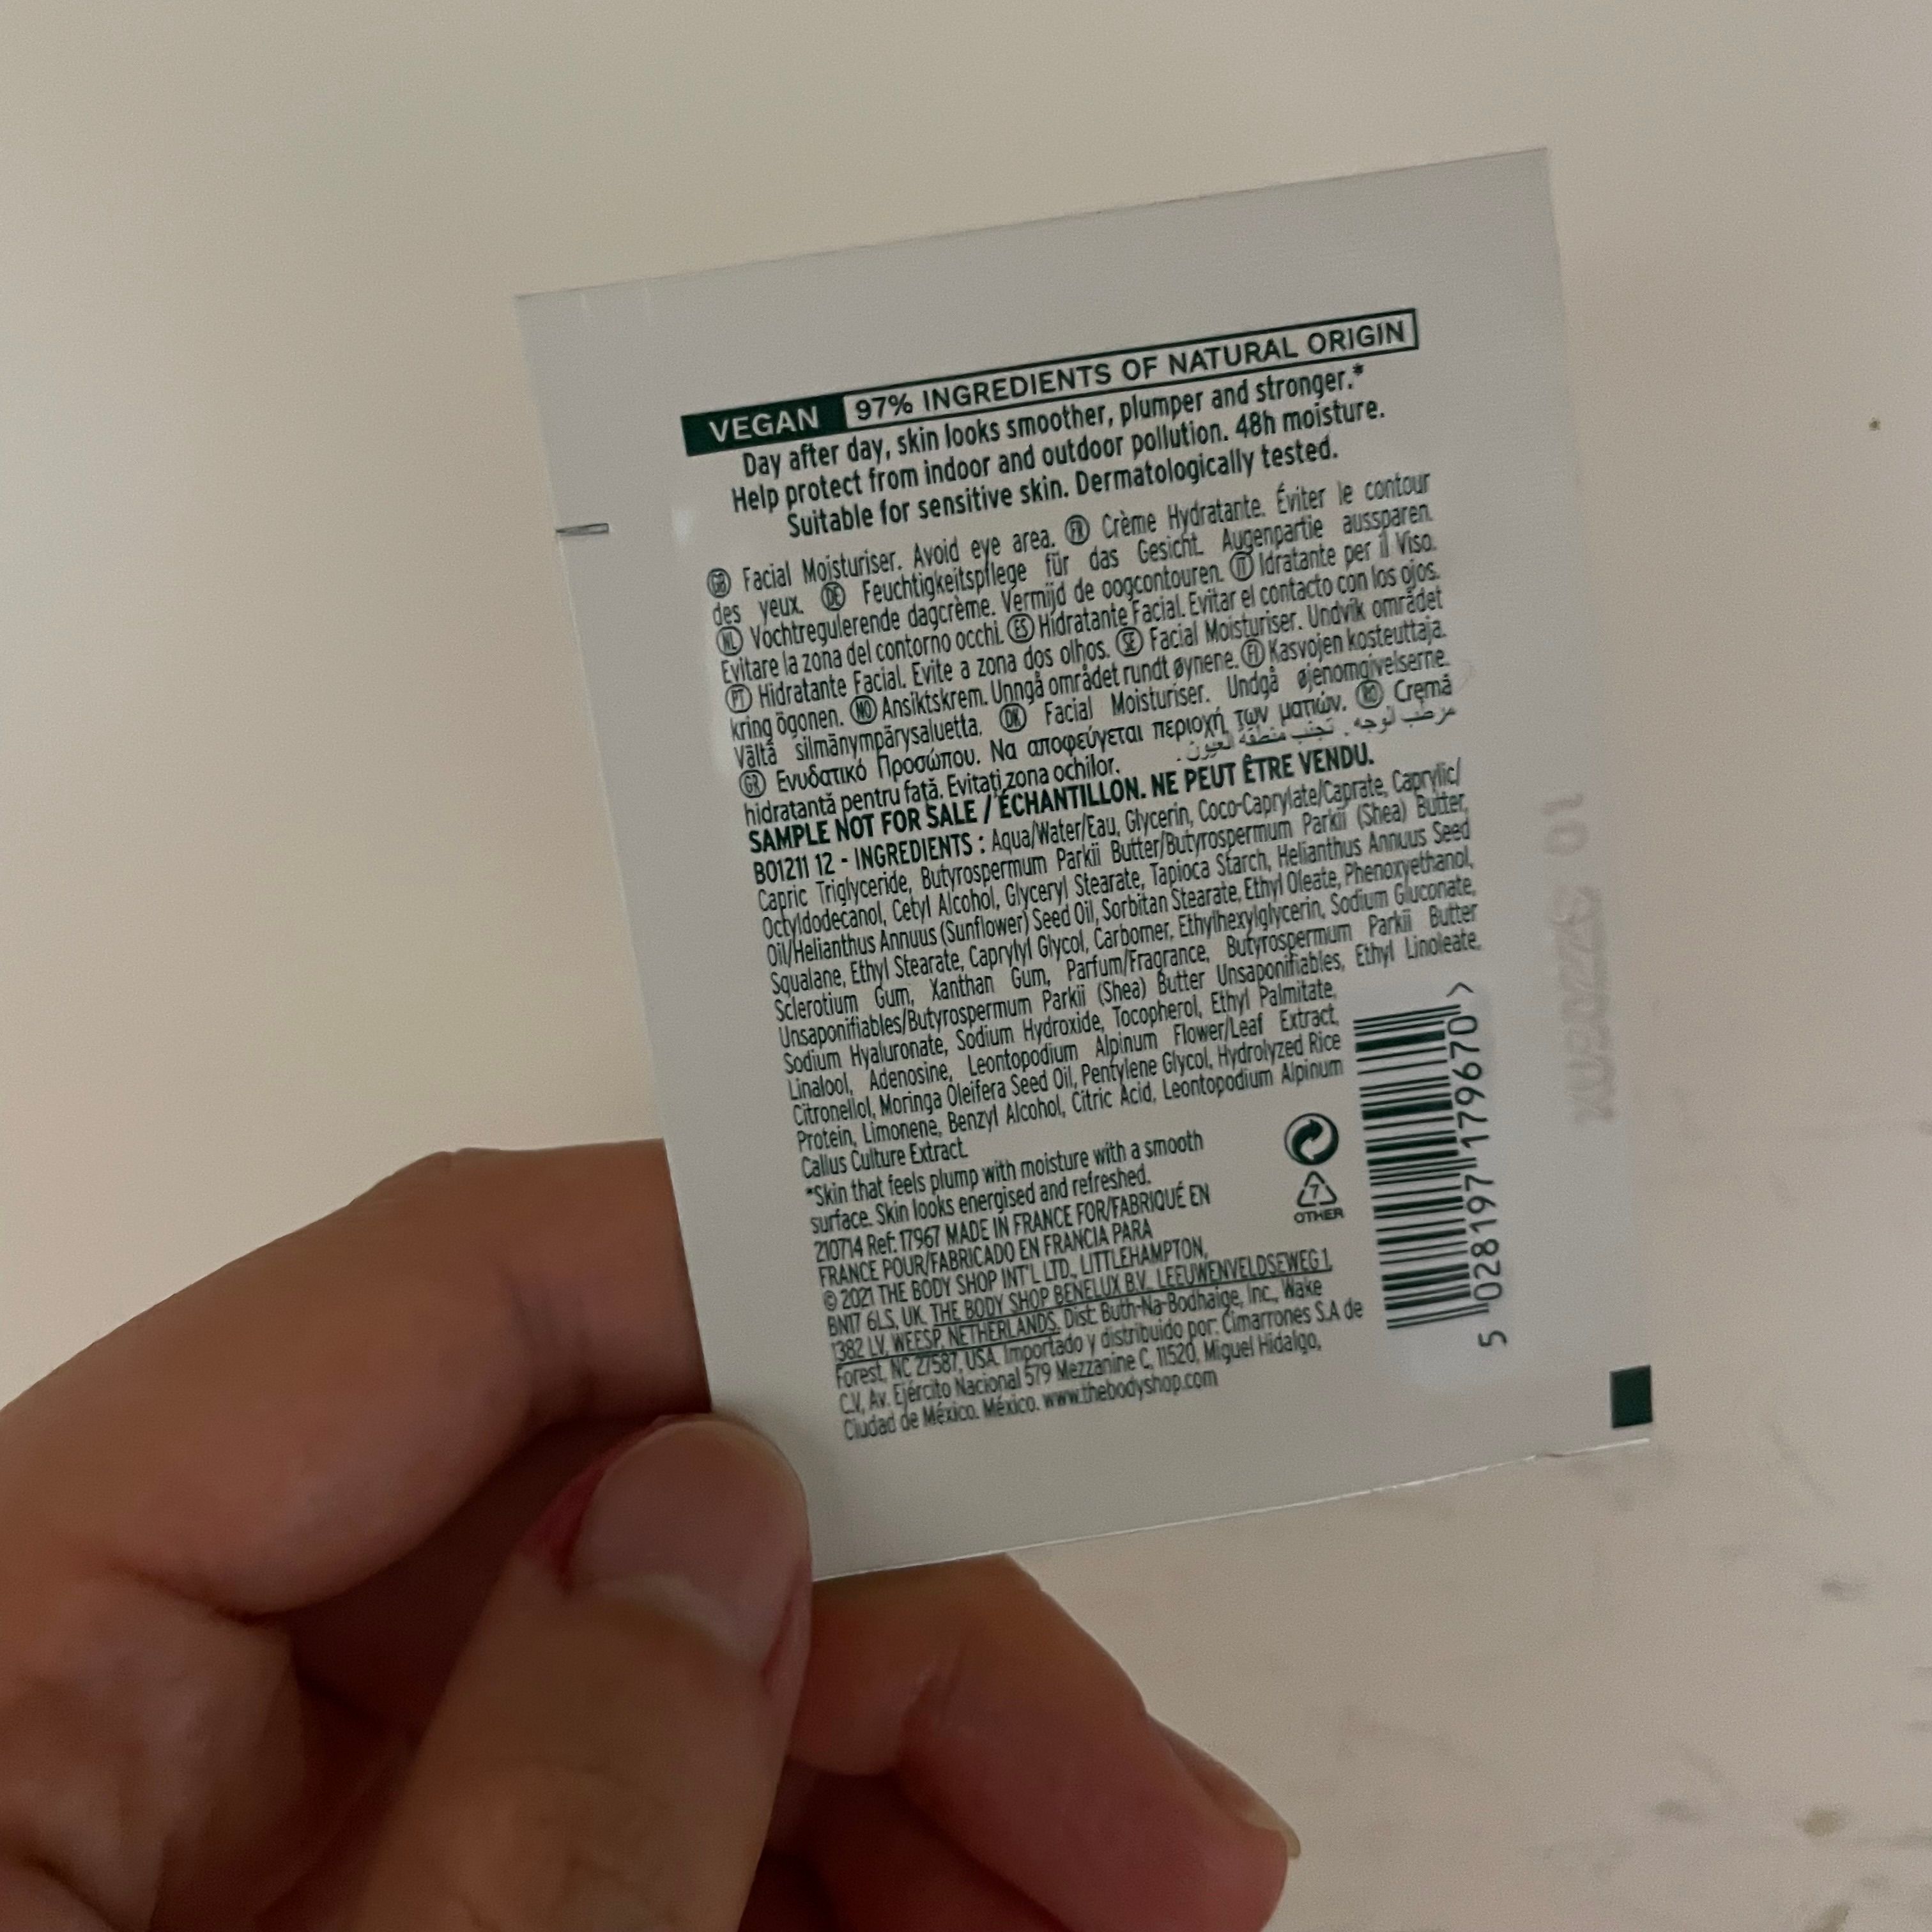 VEGAN 97% INGREDIENTS OF NATURAL ORIGIN
Day after day, skin looks smoother, plumper and stronger.*
Help protect from indoor and outdoor pollution. 48h moisture.
Suitable for sensitive skin. Dermatologically tested.
GB Facial Moisturiser. Avoid eye area. FR Crème Hydratante. Éviter le contour
des yeux. DE Feuchtigkeitspflege für das Gesicht. Augenpartie aussparen.
NL Vochtregulerende dagcrème. Vermijd de oogcontouren. IT Idratante per il Viso.
Evitare la zona del contorno occhi. ES Hidratante Facial. Evitar el contacto con los ojos.
PT Hidratante Facial. Evite a zona dos olhos. SE Facial Moisturiser. Undvik området
kring ögonen. NO Ansiktskrem. Unngå området rundt øynene. FI Kasvojen kosteuttaja.
Vältä silmänympärysaluetta. DK Facial Moisturiser. Undgå øjenomgivelserne.
GR Ενυδατικό Προσώπου. Να αποφεύγεται περιοχή των ματιών. RO Cremă
hidratantă pentru faţă. Evitaţi zona ochilor. مرطب الوجه. تجنب منطقة العيون.
SAMPLE NOT FOR SALE / ÉCHANTILLON. NE PEUT ÊTRE VENDU.
B01211 12 - INGREDIENTS : Aqua/Water/Eau, Glycerin, Coco-Caprylate/Caprate, Caprylic/
Capric Triglyceride, Butyrospermum Parkii Butter/Butyrospermum Parkii (Shea) Butter,
Octyldodecanol, Cetyl Alcohol, Glyceryl Stearate, Tapioca Starch, Helianthus Annuus Seed
Oil/Helianthus Annuus (Sunflower) Seed Oil, Sorbitan Stearate, Ethyl Oleate, Phenoxyethanol,
Squalane, Ethyl Stearate, Caprylyl Glycol, Carbomer, Ethylhexylglycerin, Sodium Gluconate,
Sclerotium Gum, Xanthan Gum, Parfum/Fragrance, Butyrospermum Parkii Butter
Unsaponifiables/Butyrospermum Parkii (Shea) Butter Unsaponifiables, Ethyl Linoleate,
Sodium Hyaluronate, Sodium Hydroxide, Tocopherol, Ethyl Palmitate,
Linalool, Adenosine, Leontopodium Alpinum Flower/Leaf Extract,
Citronellol, Moringa Oleifera Seed Oil, Pentylene Glycol, Hydrolyzed Rice
Protein, Limonene, Benzyl Alcohol, Citric Acid, Leontopodium Alpinum
Callus Culture Extract.
*Skin that feels plump with moisture with a smooth
surface. Skin looks energised and refreshed.
210714 Ref: 17967 MADE IN FRANCE FOR/FABRIQUÉ EN
FRANCE POUR/FABRICADO EN FRANCIA PARA
© 2021 THE BODY SHOP INT'L LTD., LITTLEHAMPTON,
BN17 6LS, UK. THE BODY SHOP BENELUX B.V., LEEUWENVELDSEWEG 1,
1382 LV, WEESP, NETHERLANDS. Dist. Buth-Na-Bodhaige, Inc., Wake
Forest, NC 27587, USA. Importado y distribuido por: Cimarrones S.A de
C.V, Av. Ejército Nacional 579 Mezzanine C, 11520, Miguel Hidalgo,
Ciudad de México. México. www.thebodyshop.com
7
OTHER
5 028197 179670 >